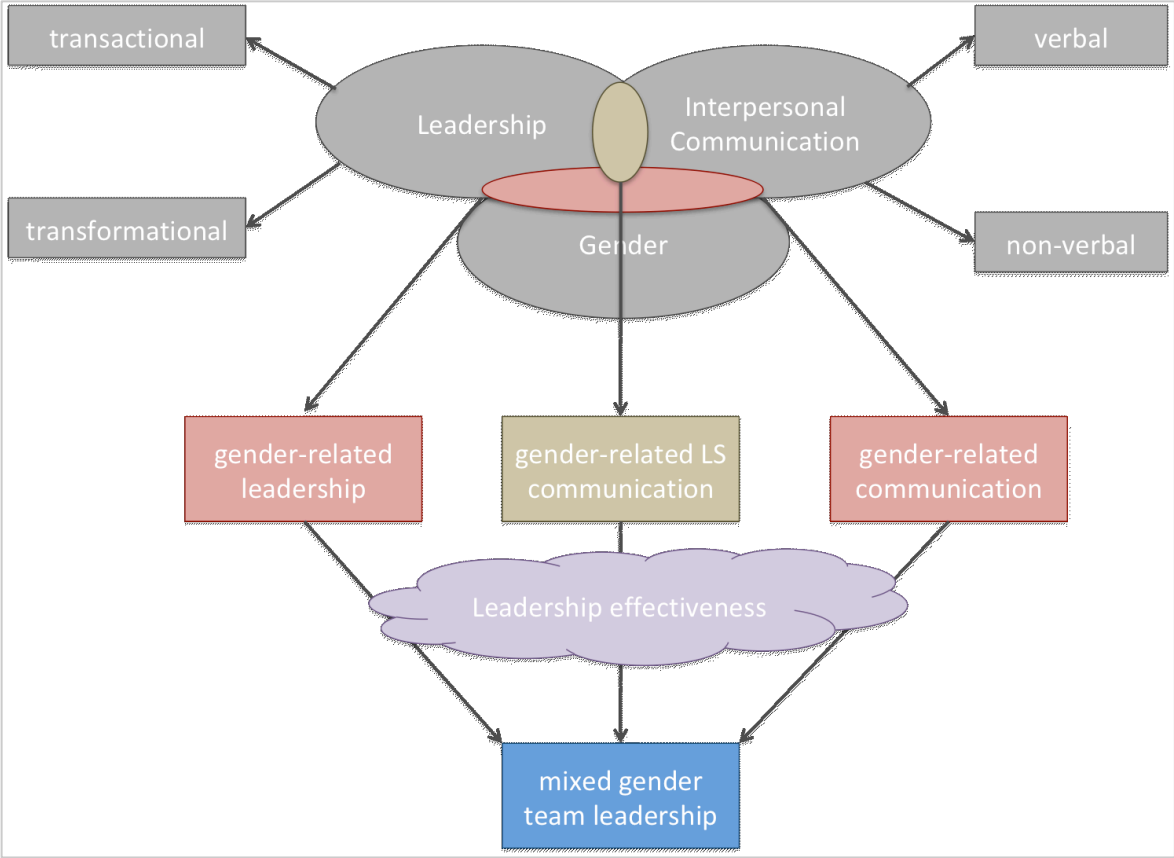 transactional
verbal
Leadership
Interpersonal
Communication
transformational
non-verbal
Gender
gender-related
leadership
gender-related LS
communication
gender-related
communication
Leadership effectiveness
mixed gender
team leadership